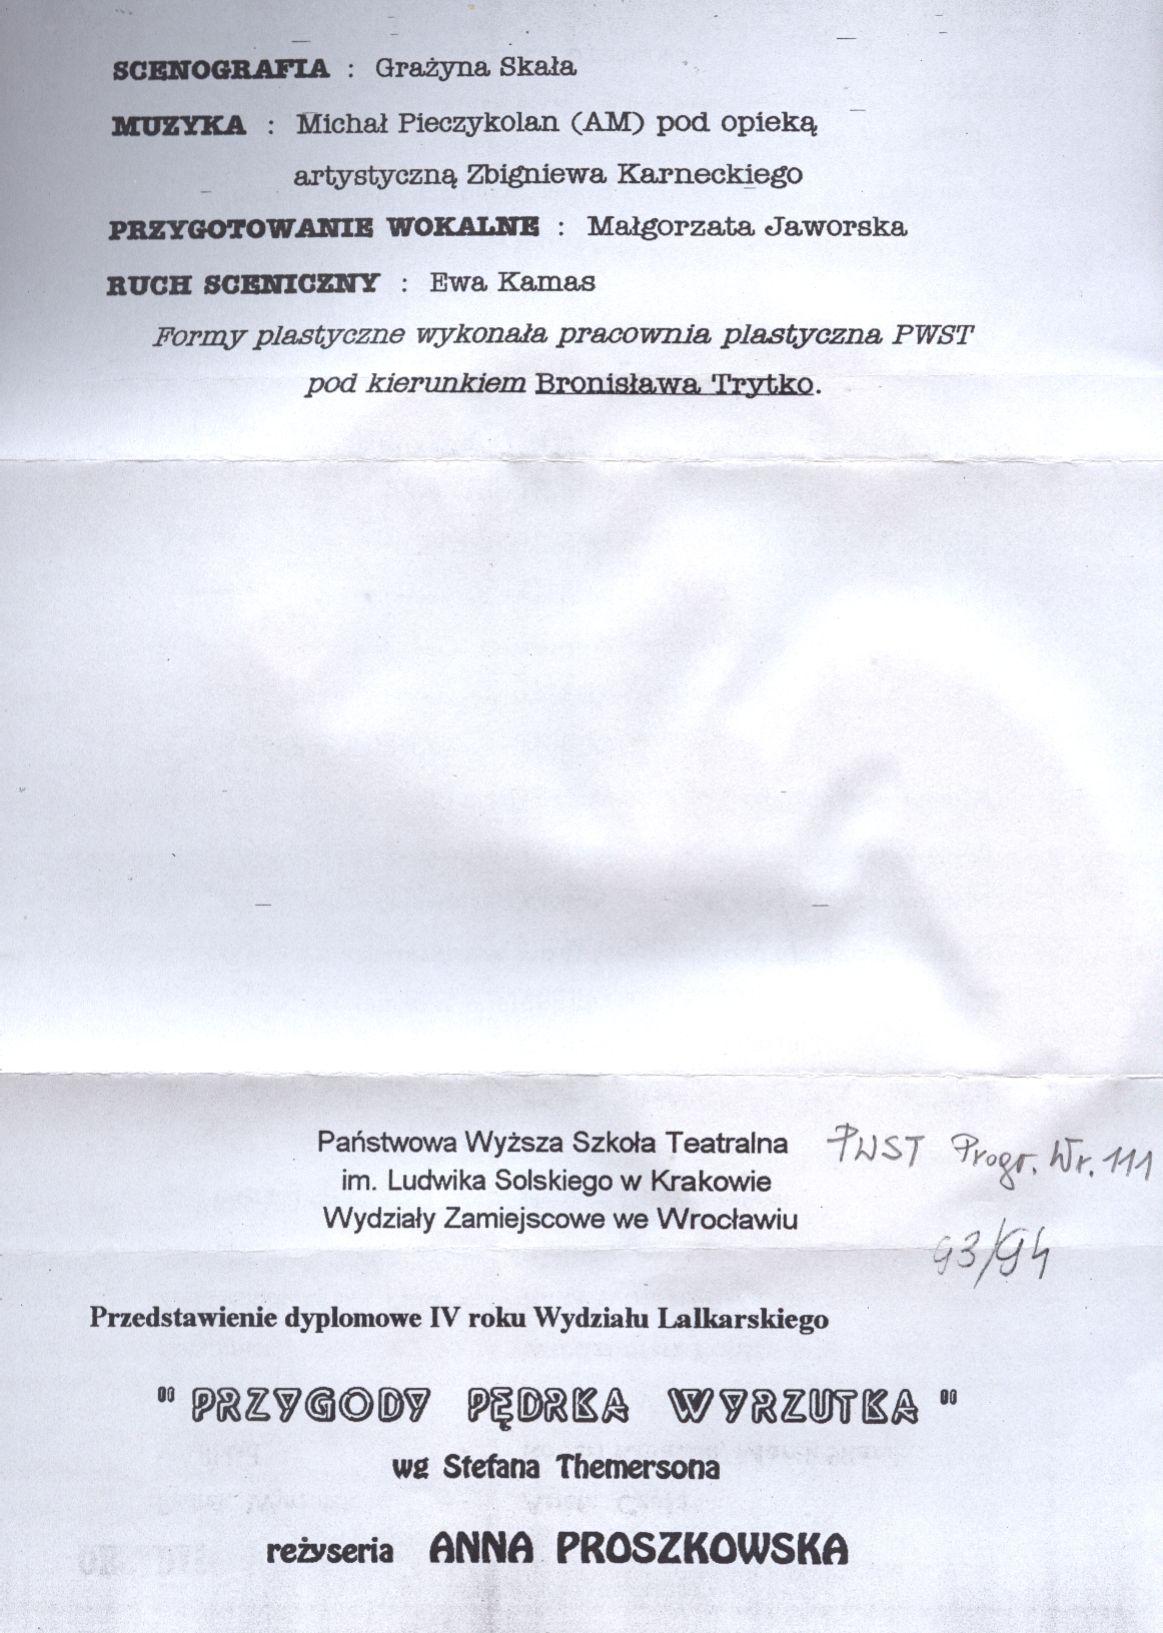 SCENOGRAFIA : Grażyna Skała
MUZYKA : Michał Pieczykolan (AM) pod opieką
artystyczną Zbigniewa Karneckiego
PRZYGOTOWANIE WOKALNE : Małgorzata Jaworska
RUCH SCENICZNY : Ewa Kamas
Formy plastyczne wykonała pracownia plastyczna PWST
pod kierunkiem Bronisława Trytko.
Państwowa Wyższa Szkoła Teatralna
im. Ludwika Solskiego w Krakowie
Wydziały Zamiejscowe we Wrocławiu
PWST Progr. Nr. 111
93/94
Przedstawienie dyplomowe IV roku Wydziału Lalkarskiego
" PRZYGODY PĘDRKA WYRZUTKA "
wg Stefana Themersona
reżyseria ANNA PROSZKOWSKA